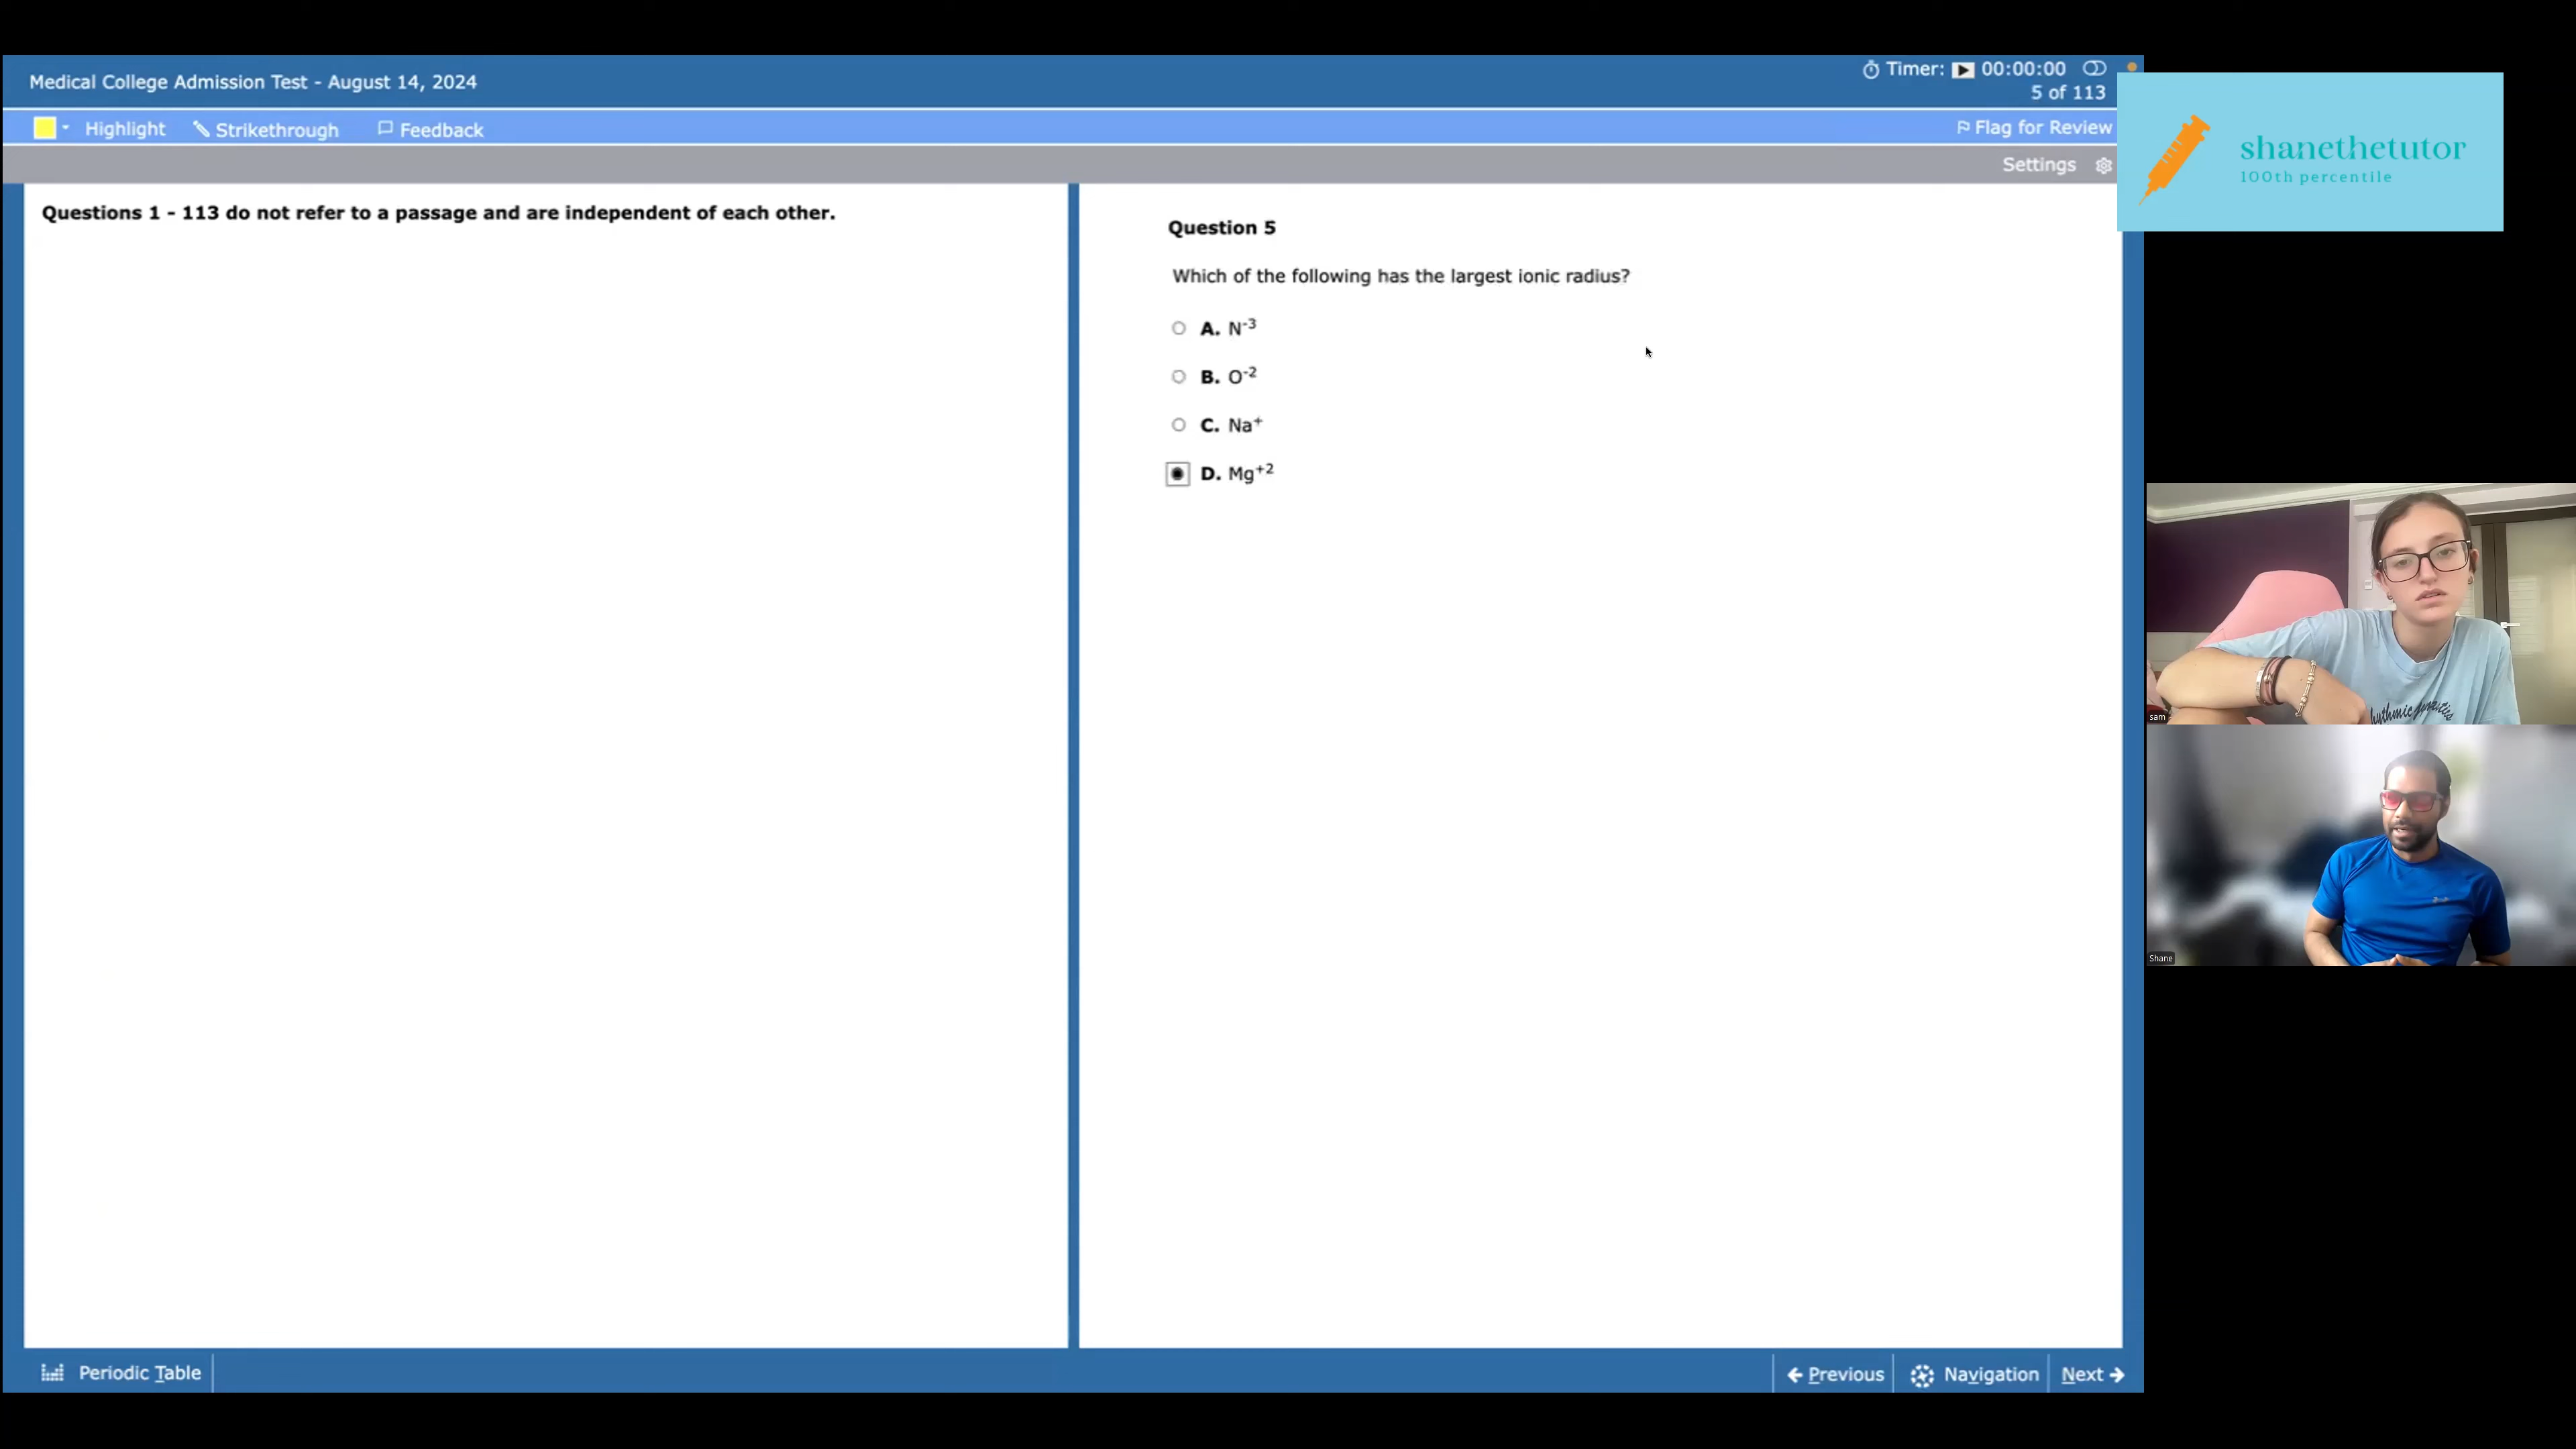 Medical College Admission Test - August 14, 2024
Timer: 00:00:00
5 of 113
Highlight Strikethrough Feedback
Flag for Review
Settings
shanethetutor
100th percentile
Questions 1 - 113 do not refer to a passage and are independent of each other.
Question 5
Which of the following has the largest ionic radius?
A. N⁻³
B. O⁻²
C. Na⁺
D. Mg⁺²
sam
Shane
Periodic Table
Previous Navigation Next